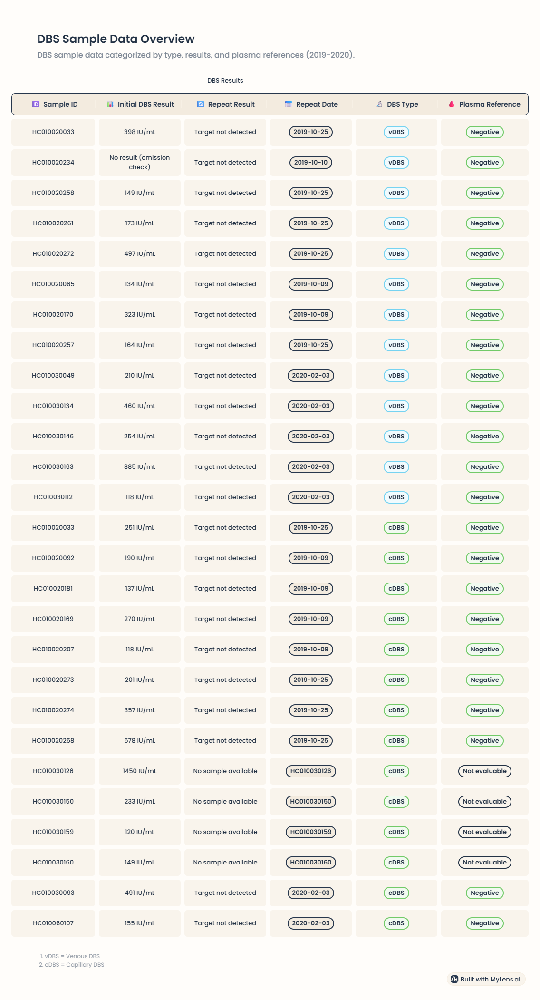 DBS Sample Data Overview
DBS sample data categorized by type, results, and plasma references (2019-2020).
DBS Results
Sample ID Initial DBS Result Repeat Result Repeat Date DBS Type Plasma Reference
HC010020033 398 IU/mL Target not detected 2019-10-25 vDBS Negative
HC010020234 No result (omission check) Target not detected 2019-10-10 vDBS Negative
HC010020258 149 IU/mL Target not detected 2019-10-25 vDBS Negative
HC010020261 173 IU/mL Target not detected 2019-10-25 vDBS Negative
HC010020272 497 IU/mL Target not detected 2019-10-25 vDBS Negative
HC010020065 134 IU/mL Target not detected 2019-10-09 vDBS Negative
HC010020170 323 IU/mL Target not detected 2019-10-09 vDBS Negative
HC010020257 164 IU/mL Target not detected 2019-10-25 vDBS Negative
HC010030049 210 IU/mL Target not detected 2020-02-03 vDBS Negative
HC010030134 460 IU/mL Target not detected 2020-02-03 vDBS Negative
HC010030146 254 IU/mL Target not detected 2020-02-03 vDBS Negative
HC010030163 885 IU/mL Target not detected 2020-02-03 vDBS Negative
HC010030112 118 IU/mL Target not detected 2020-02-03 vDBS Negative
HC010020033 251 IU/mL Target not detected 2019-10-25 cDBS Negative
HC010020092 190 IU/mL Target not detected 2019-10-09 cDBS Negative
HC010020181 137 IU/mL Target not detected 2019-10-09 cDBS Negative
HC010020169 270 IU/mL Target not detected 2019-10-09 cDBS Negative
HC010020207 118 IU/mL Target not detected 2019-10-09 cDBS Negative
HC010020273 201 IU/mL Target not detected 2019-10-25 cDBS Negative
HC010020274 357 IU/mL Target not detected 2019-10-25 cDBS Negative
HC010020258 578 IU/mL Target not detected 2019-10-25 cDBS Negative
HC010030126 1450 IU/mL No sample available HC010030126 cDBS Not evaluable
HC010030150 233 IU/mL No sample available HC010030150 cDBS Not evaluable
HC010030159 120 IU/mL No sample available HC010030159 cDBS Not evaluable
HC010030160 149 IU/mL No sample available HC010030160 cDBS Not evaluable
HC010030093 491 IU/mL Target not detected 2020-02-03 cDBS Negative
HC010060107 155 IU/mL Target not detected 2020-02-03 cDBS Negative
1. vDBS = Venous DBS
2. cDBS = Capillary DBS
Bulit with MyLens.ai